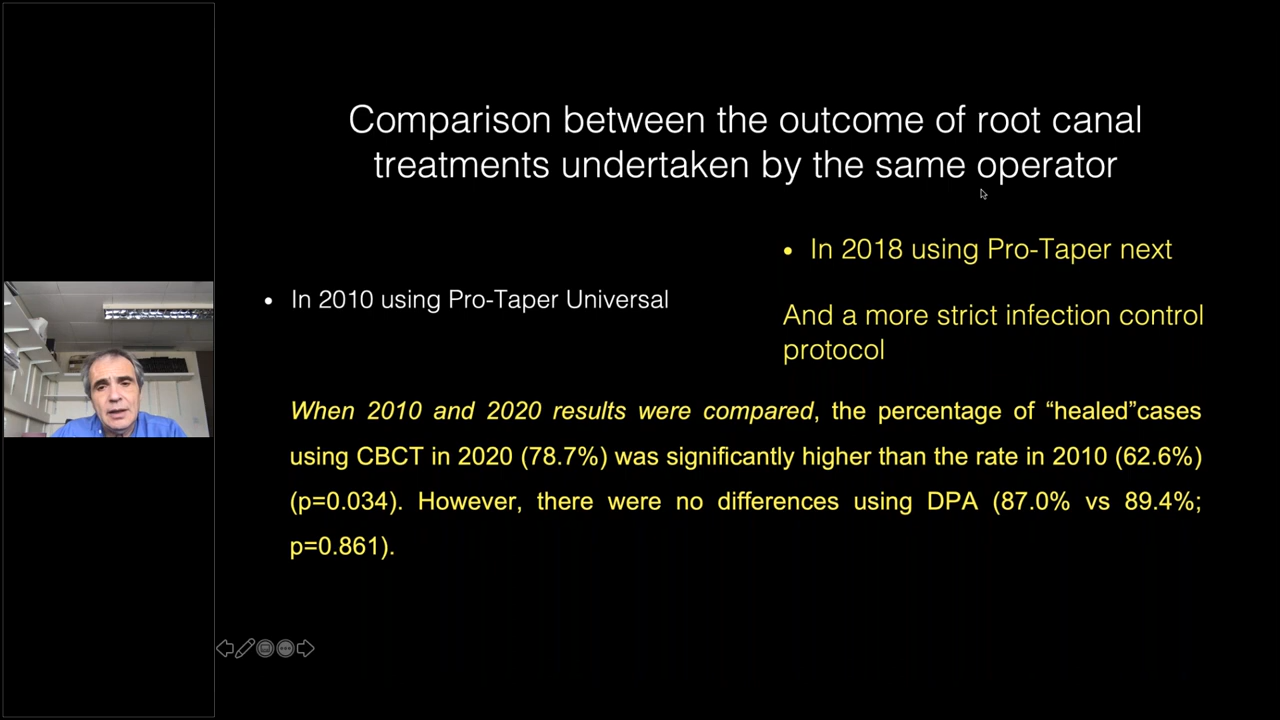 Comparison between the outcome of root canal
treatments undertaken by the same operator
• In 2018 using Pro-Taper next
• In 2010 using Pro-Taper Universal
And a more strict infection control
protocol
When 2010 and 2020 results were compared, the percentage of “healed”cases
using CBCT in 2020 (78.7%) was significantly higher than the rate in 2010 (62.6%)
(p=0.034). However, there were no differences using DPA (87.0% vs 89.4%;
p=0.861).